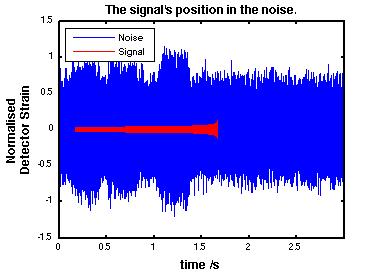 The signal's position in the noise.
1.5
Noise
Signal
1
0.5
0
-0.5
-1
-1.5
Normalised
Detector Strain
0 0.5 1 1.5 2 2.5
time /s